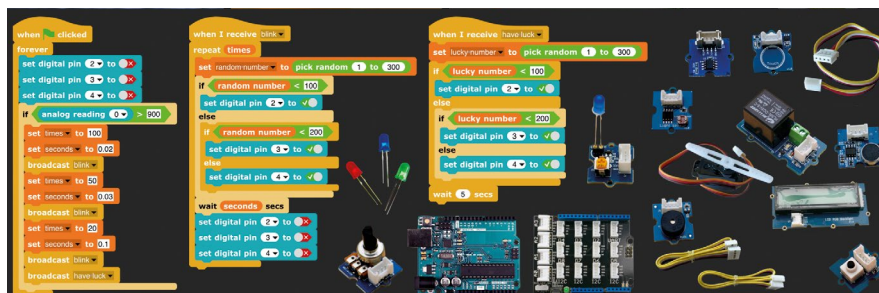 when clicked
forever
set digital pin 2 to
set digital pin 3 to
set digital pin 4 to
if analog reading 0 > 900
set times to 100
set seconds to 0.02
broadcast blink
set times to 50
set seconds to 0.03
broadcast blink
set times to 20
set seconds to 0.1
broadcast blink
broadcast have luck
when I receive blink
repeat times
set random-number to pick random 1 to 300
if random number < 100
set digital pin 2 to
else
if random number < 200
set digital pin 3 to
else
set digital pin 4 to
wait seconds secs
set digital pin 2 to
set digital pin 3 to
set digital pin 4 to
when I receive have luck
set lucky-number to pick random 1 to 300
if lucky number < 100
set digital pin 2 to
else
if lucky number < 200
set digital pin 3 to
else
set digital pin 4 to
wait 5 secs
I2C
I2C
I2C